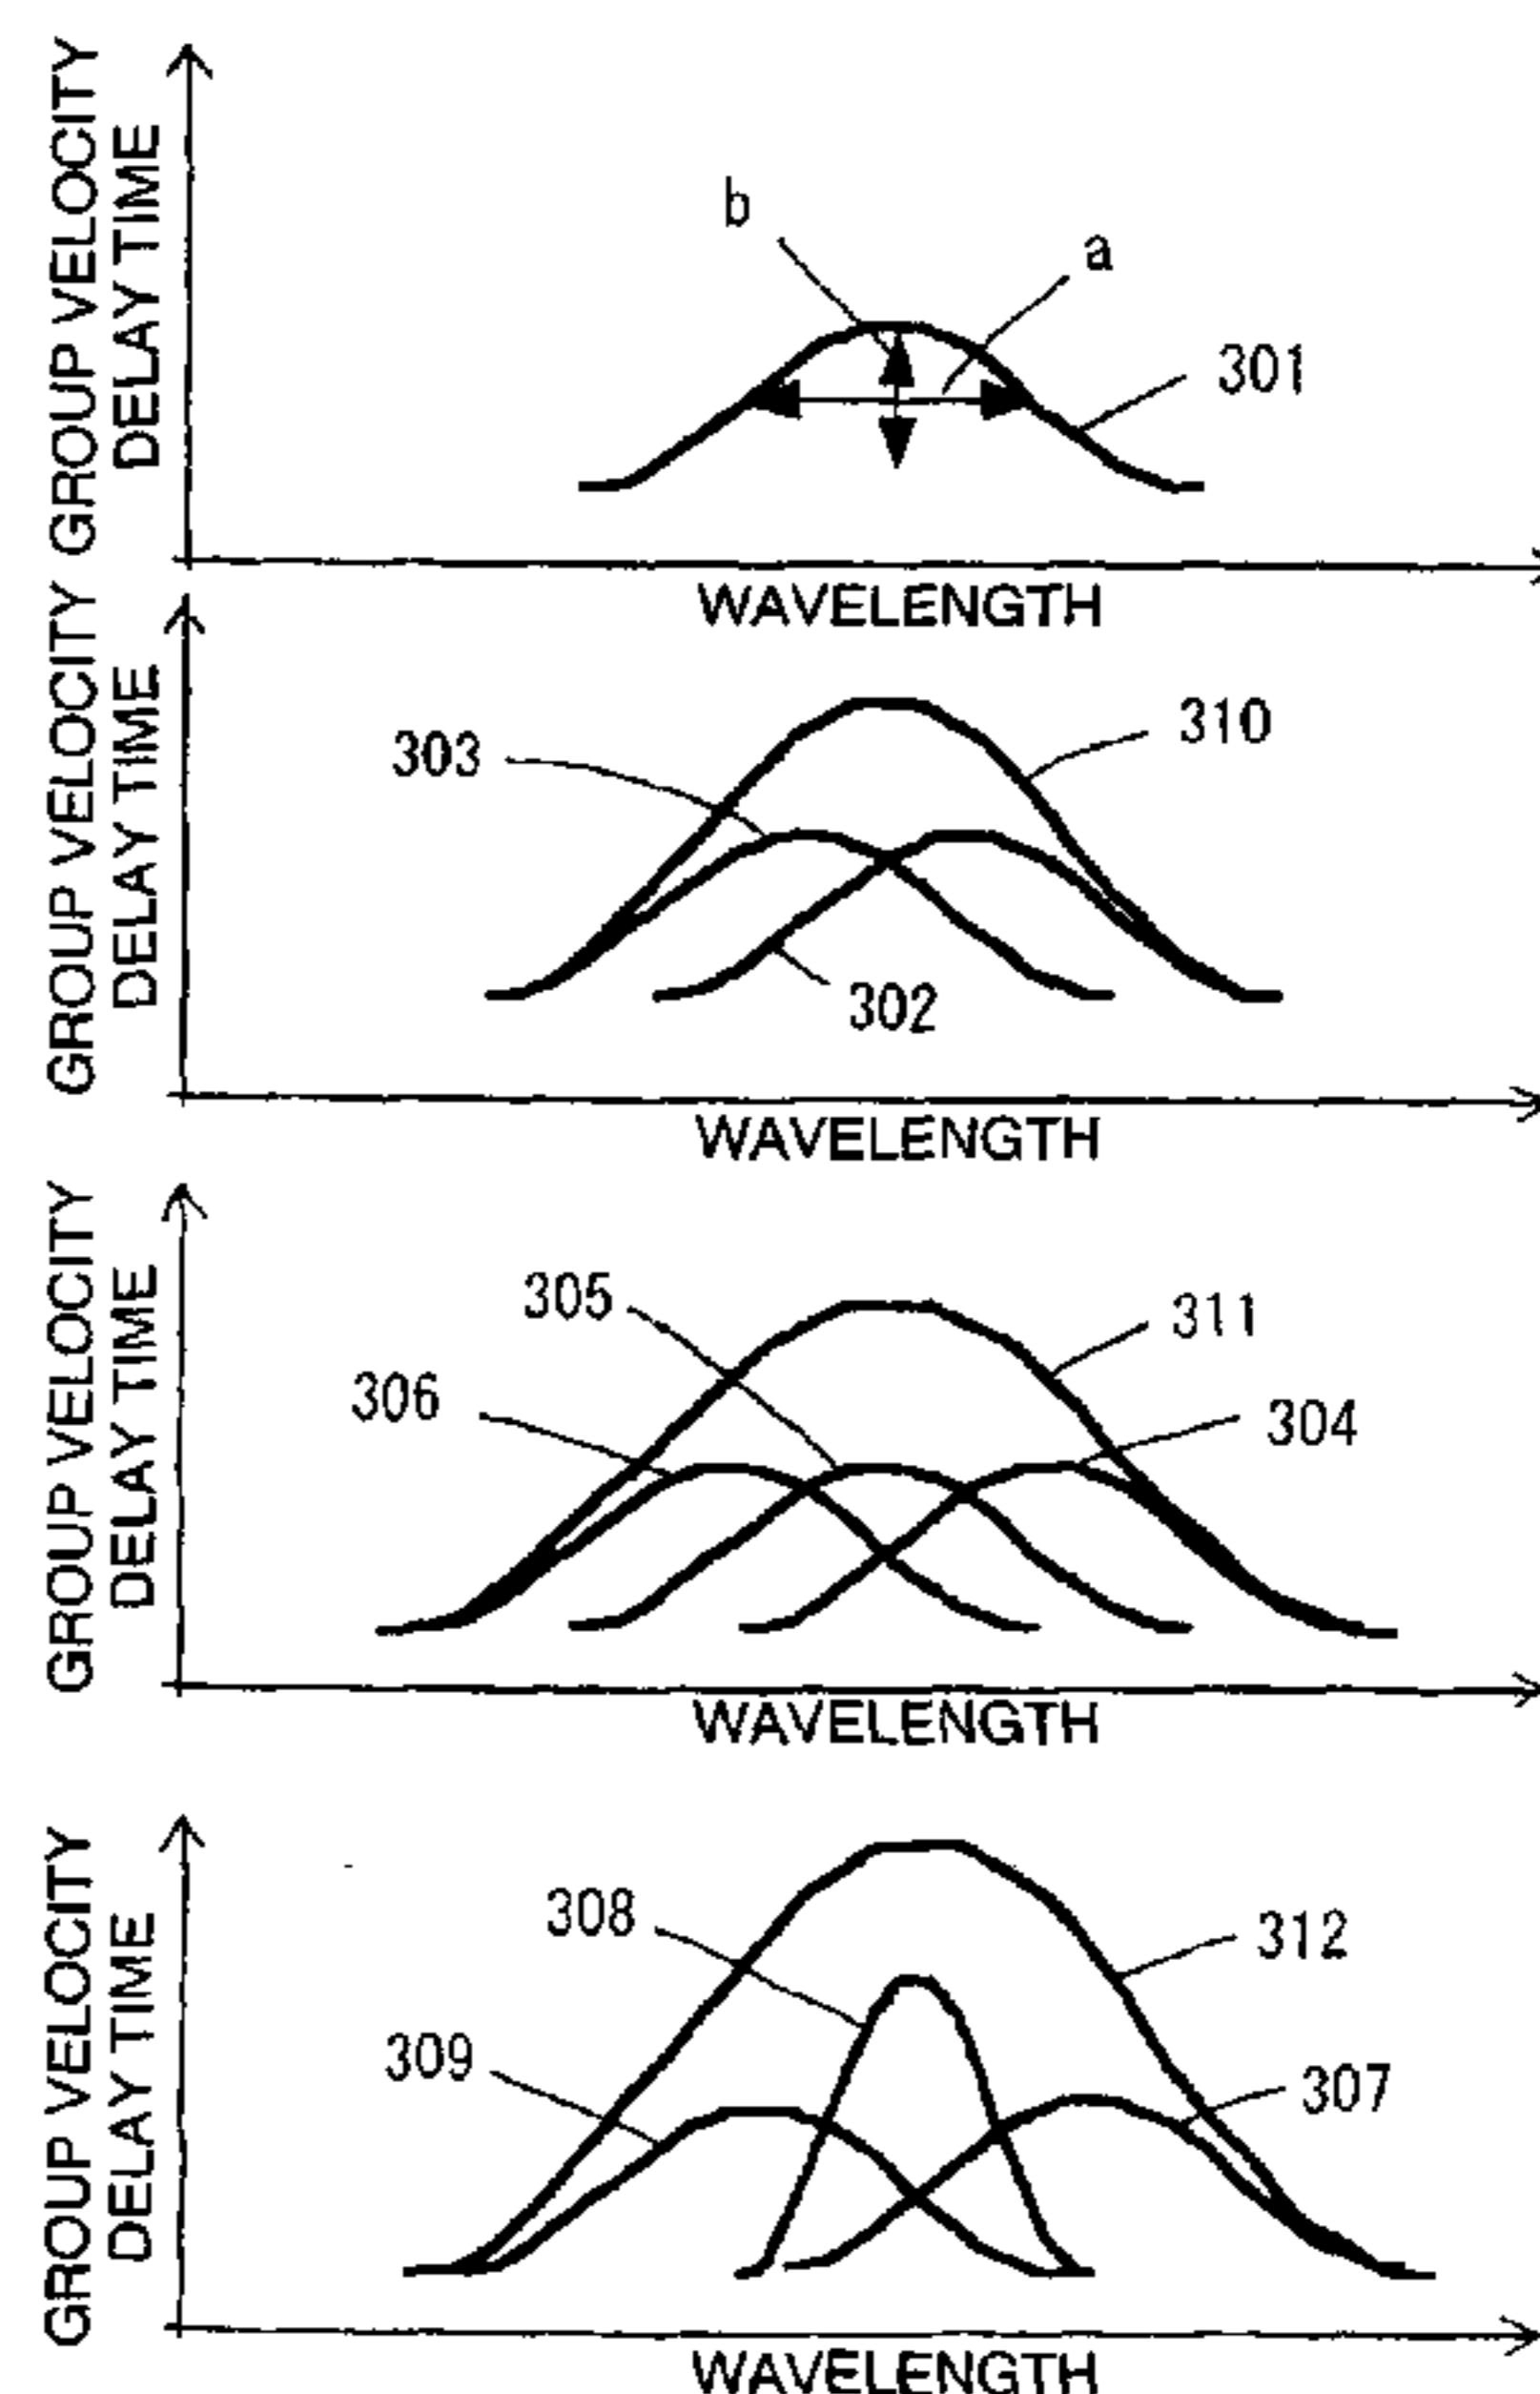 GROUP VELOCITY
DELAY TIME
b
a
301
WAVELENGTH
GROUP VELOCITY
DELAY TIME
303
310
302
WAVELENGTH
GROUP VELOCITY
DELAY TIME
305
311
306
304
WAVELENGTH
GROUP VELOCITY
DELAY TIME
308
312
309
307
WAVELENGTH